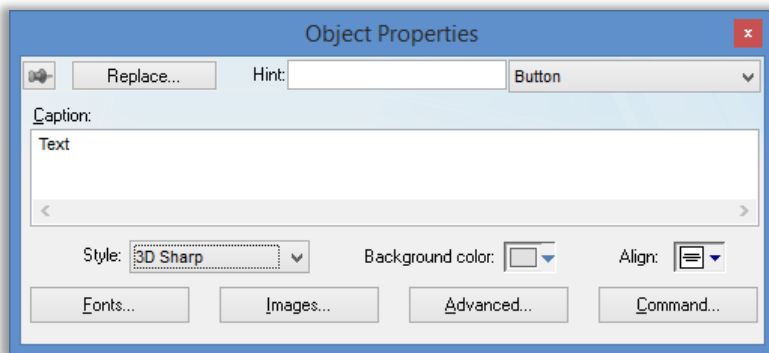 Object Properties
x
Replace... Hint: Button
Caption:
Text
Style: 3D Sharp Background color: Align:
Fonts... Images... Advanced... Command...